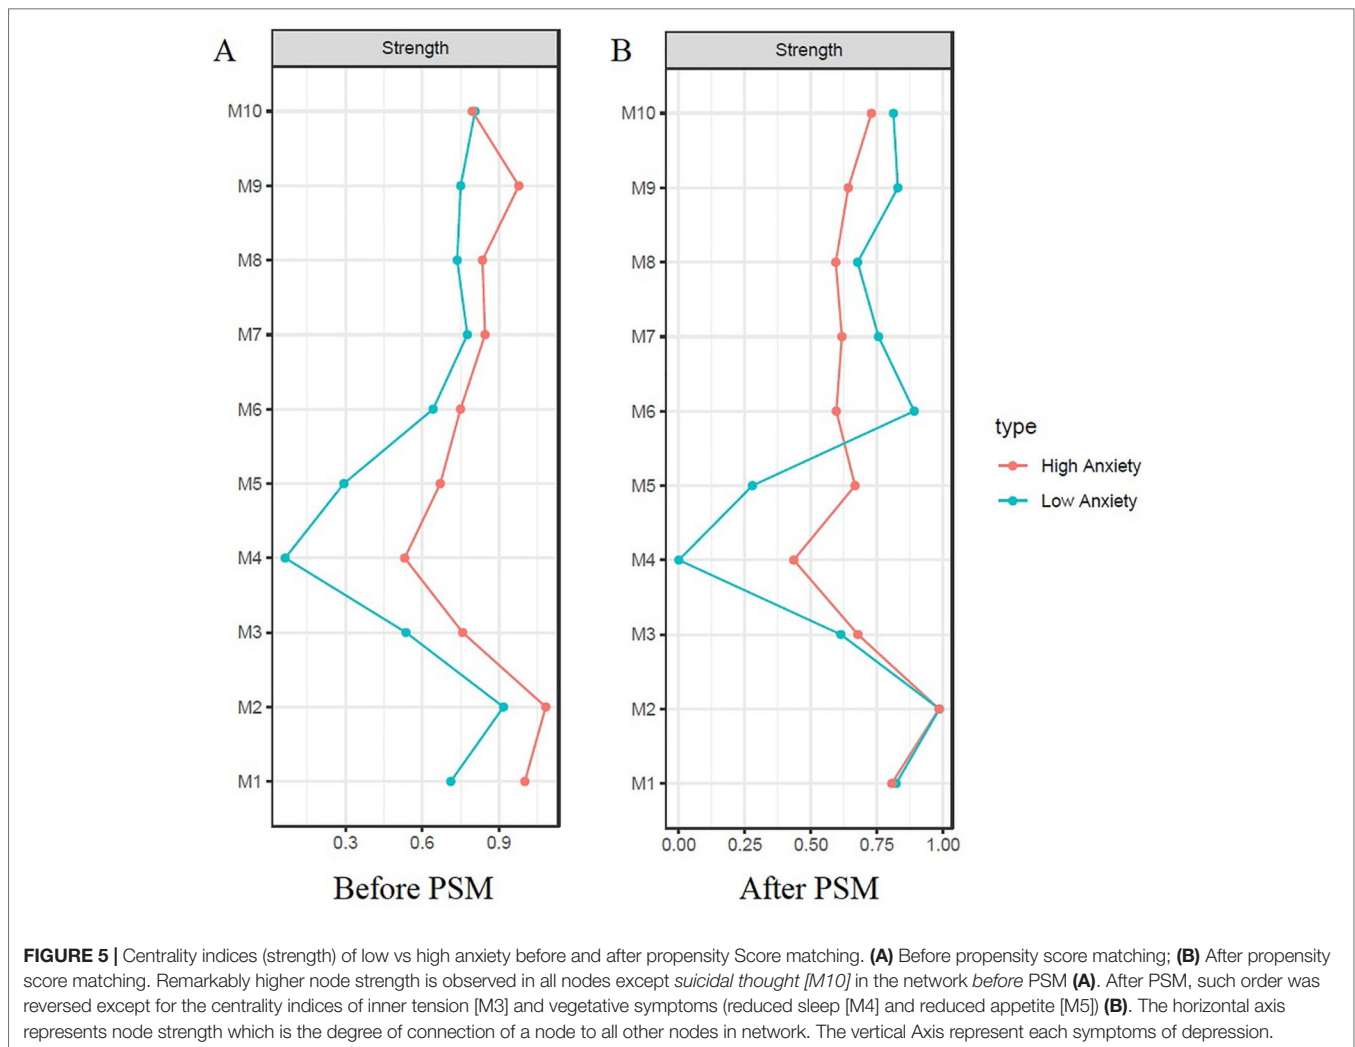 A
Strength
M10
M9
M8
M7
M6
M5
M4
M3
M2
M1
0.3 0.6 0.9
Before PSM
B
Strength
M10
M9
M8
M7
M6
M5
M4
M3
M2
M1
0.00 0.25 0.50 0.75 1.00
After PSM
type
High Anxiety
Low Anxiety
FIGURE 5 | Centrality indices (strength) of low vs high anxiety before and after propensity Score matching. (A) Before propensity score matching; (B) After propensity
score matching. Remarkably higher node strength is observed in all nodes except suicidal thought [M10] in the network before PSM (A). After PSM, such order was
reversed except for the centrality indices of inner tension [M3] and vegetative symptoms (reduced sleep [M4] and reduced appetite [M5]) (B). The horizontal axis
represents node strength which is the degree of connection of a node to all other nodes in network. The vertical Axis represent each symptoms of depression.